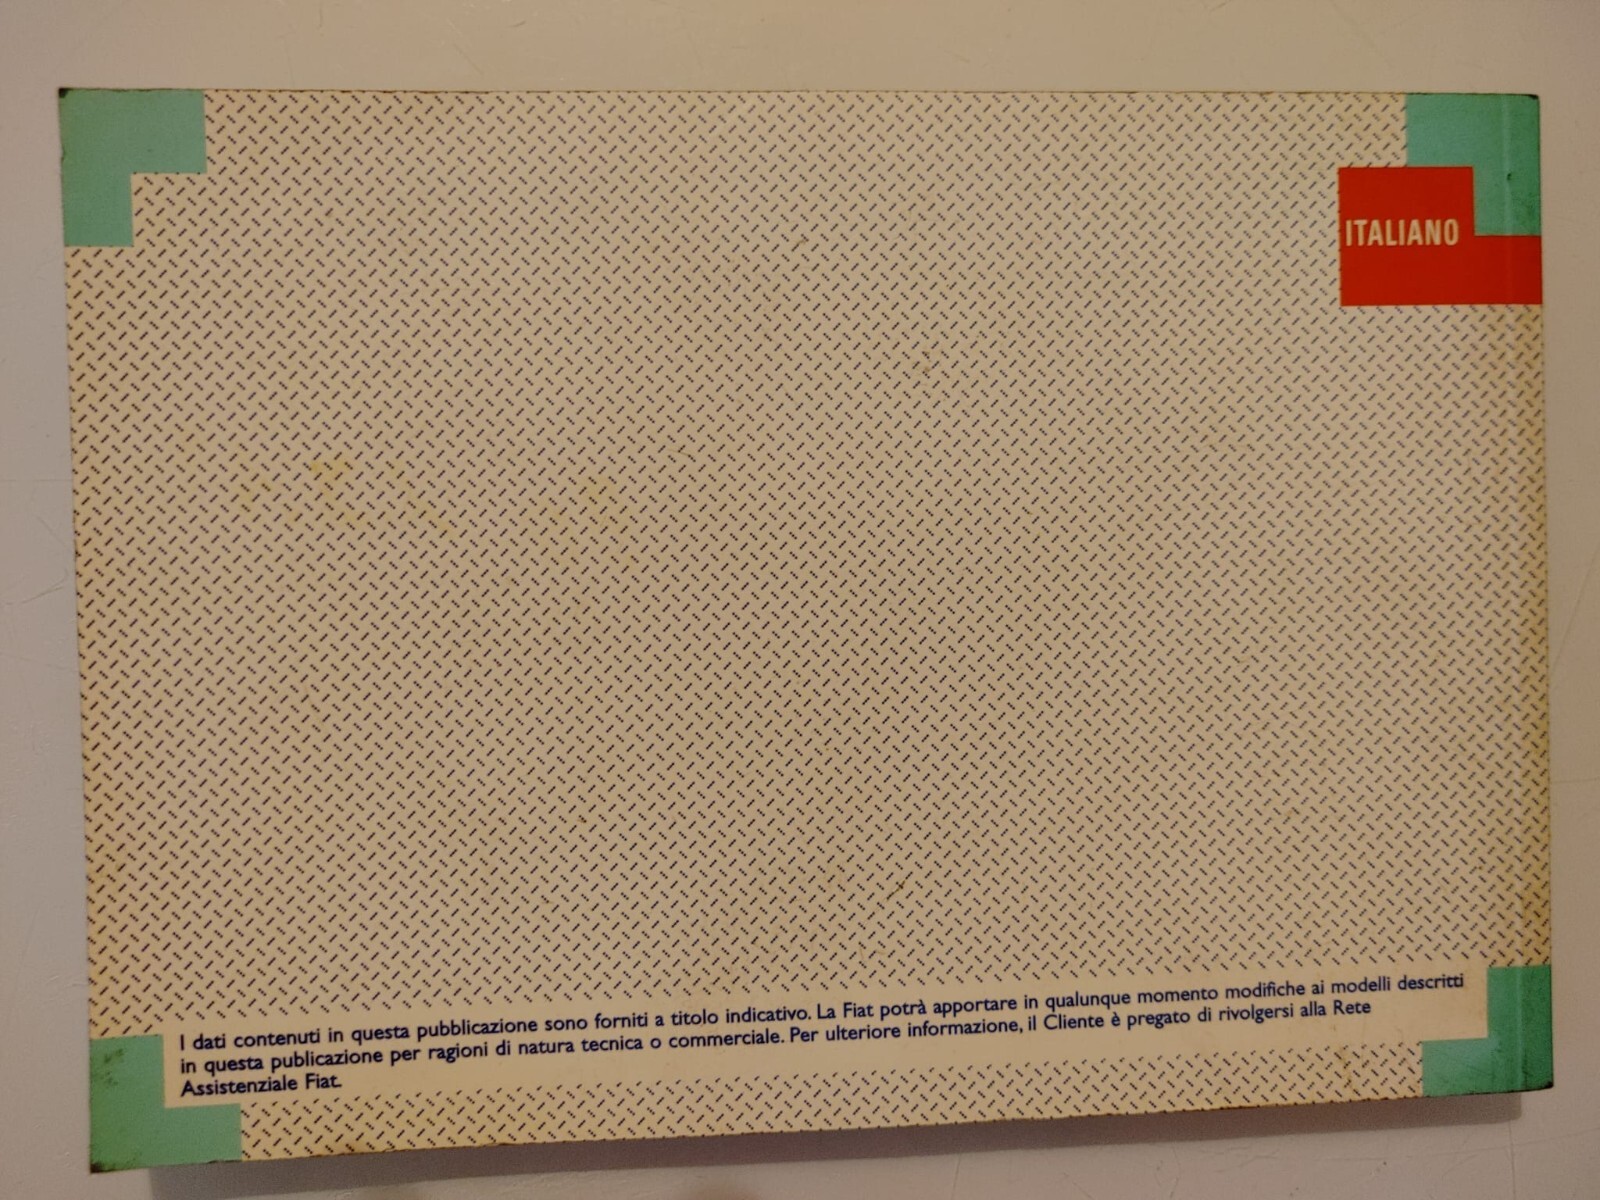 ITALIANO
I dati contenuti in questa pubblicazione sono forniti a titolo indicativo. La Fiat potrà apportare in qualunque momento modifiche ai modelli descritti
in questa publicazione per ragioni di natura tecnica o commerciale. Per ulteriore informazione, il Cliente è pregato di rivolgersi alla Rete
Assistenziale Fiat.